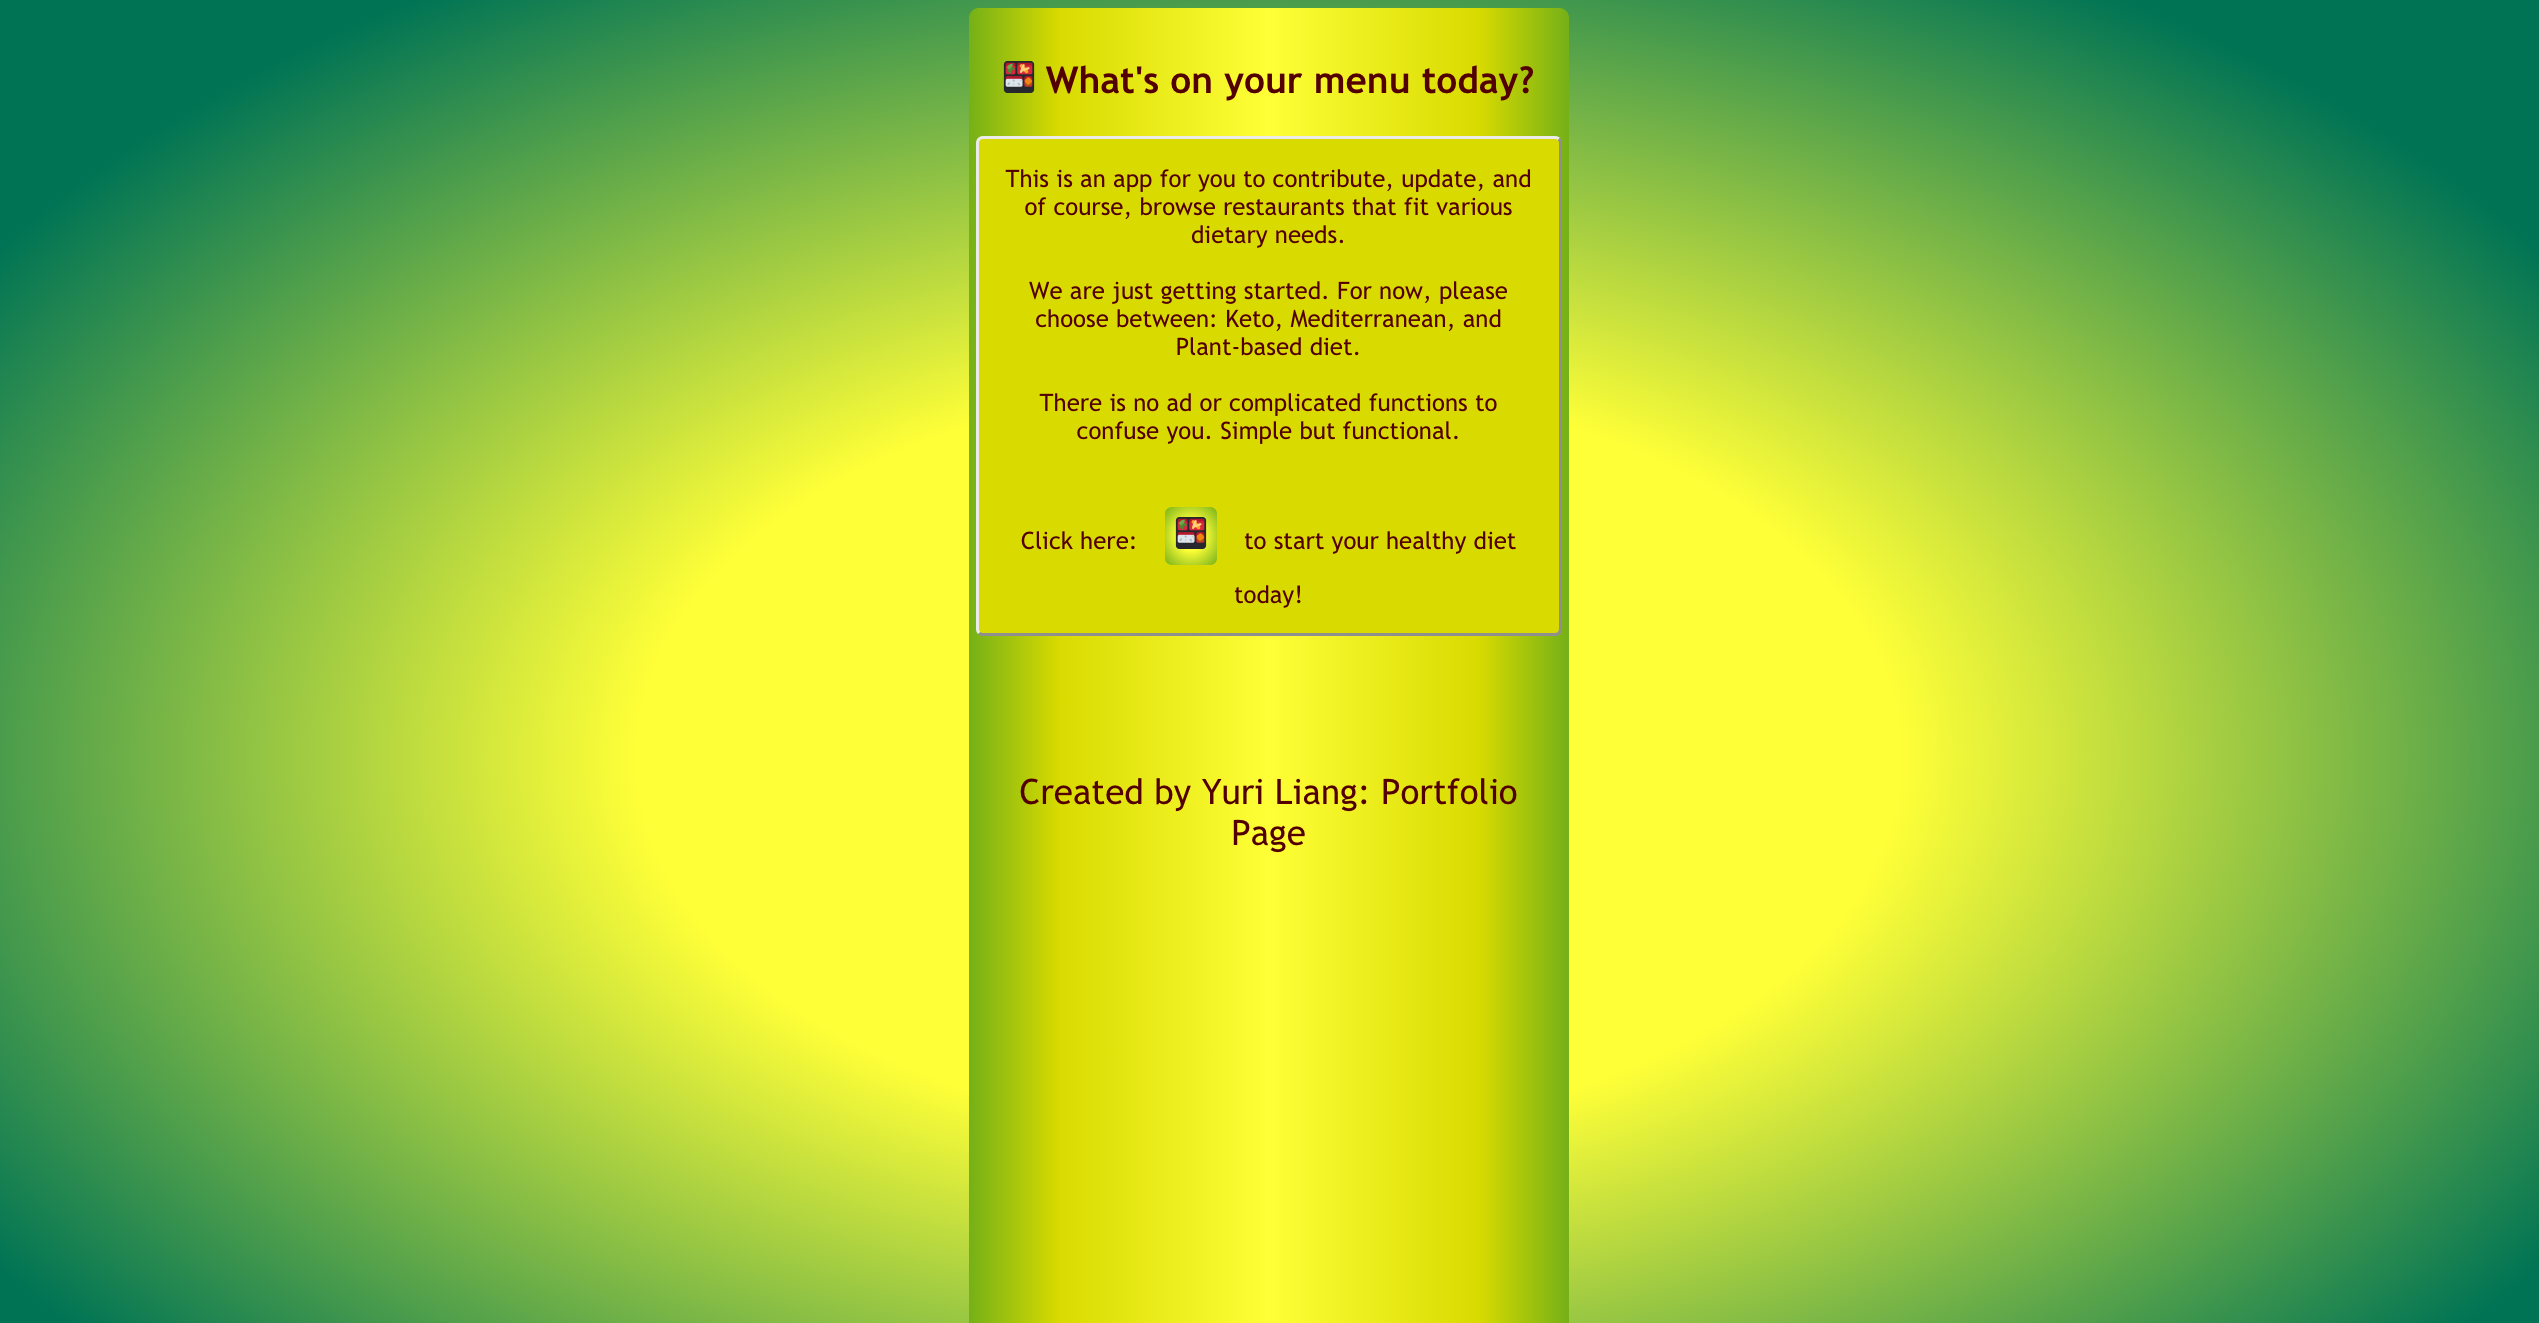 What's on your menu today?
This is an app for you to contribute, update, and
of course, browse restaurants that fit various
dietary needs.
We are just getting started. For now, please
choose between: Keto, Mediterranean, and
Plant-based diet.
There is no ad or complicated functions to
confuse you. Simple but functional.
Click here: to start your healthy diet
today!
Created by Yuri Liang: Portfolio
Page